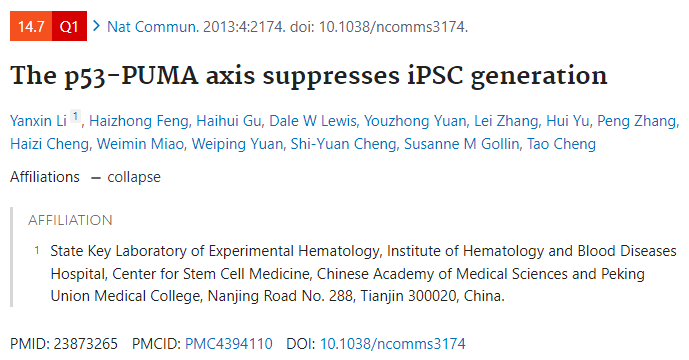 14.7 Q1 > Nat Commun. 2013:4:2174. doi: 10.1038/ncomms3174.
The p53-PUMA axis suppresses iPSC generation
Yanxin Li 1, Haizhong Feng, Haihui Gu, Dale W Lewis, Youzhong Yuan, Lei Zhang, Hui Yu, Peng Zhang,
Haizi Cheng, Weimin Miao, Weiping Yuan, Shi-Yuan Cheng, Susanne M Gollin, Tao Cheng
Affiliations — collapse
AFFILIATION
1 State Key Laboratory of Experimental Hematology, Institute of Hematology and Blood Diseases
Hospital, Center for Stem Cell Medicine, Chinese Academy of Medical Sciences and Peking
Union Medical College, Nanjing Road No. 288, Tianjin 300020, China.
PMID: 23873265 PMCID: PMC4394110 DOI: 10.1038/ncomms3174